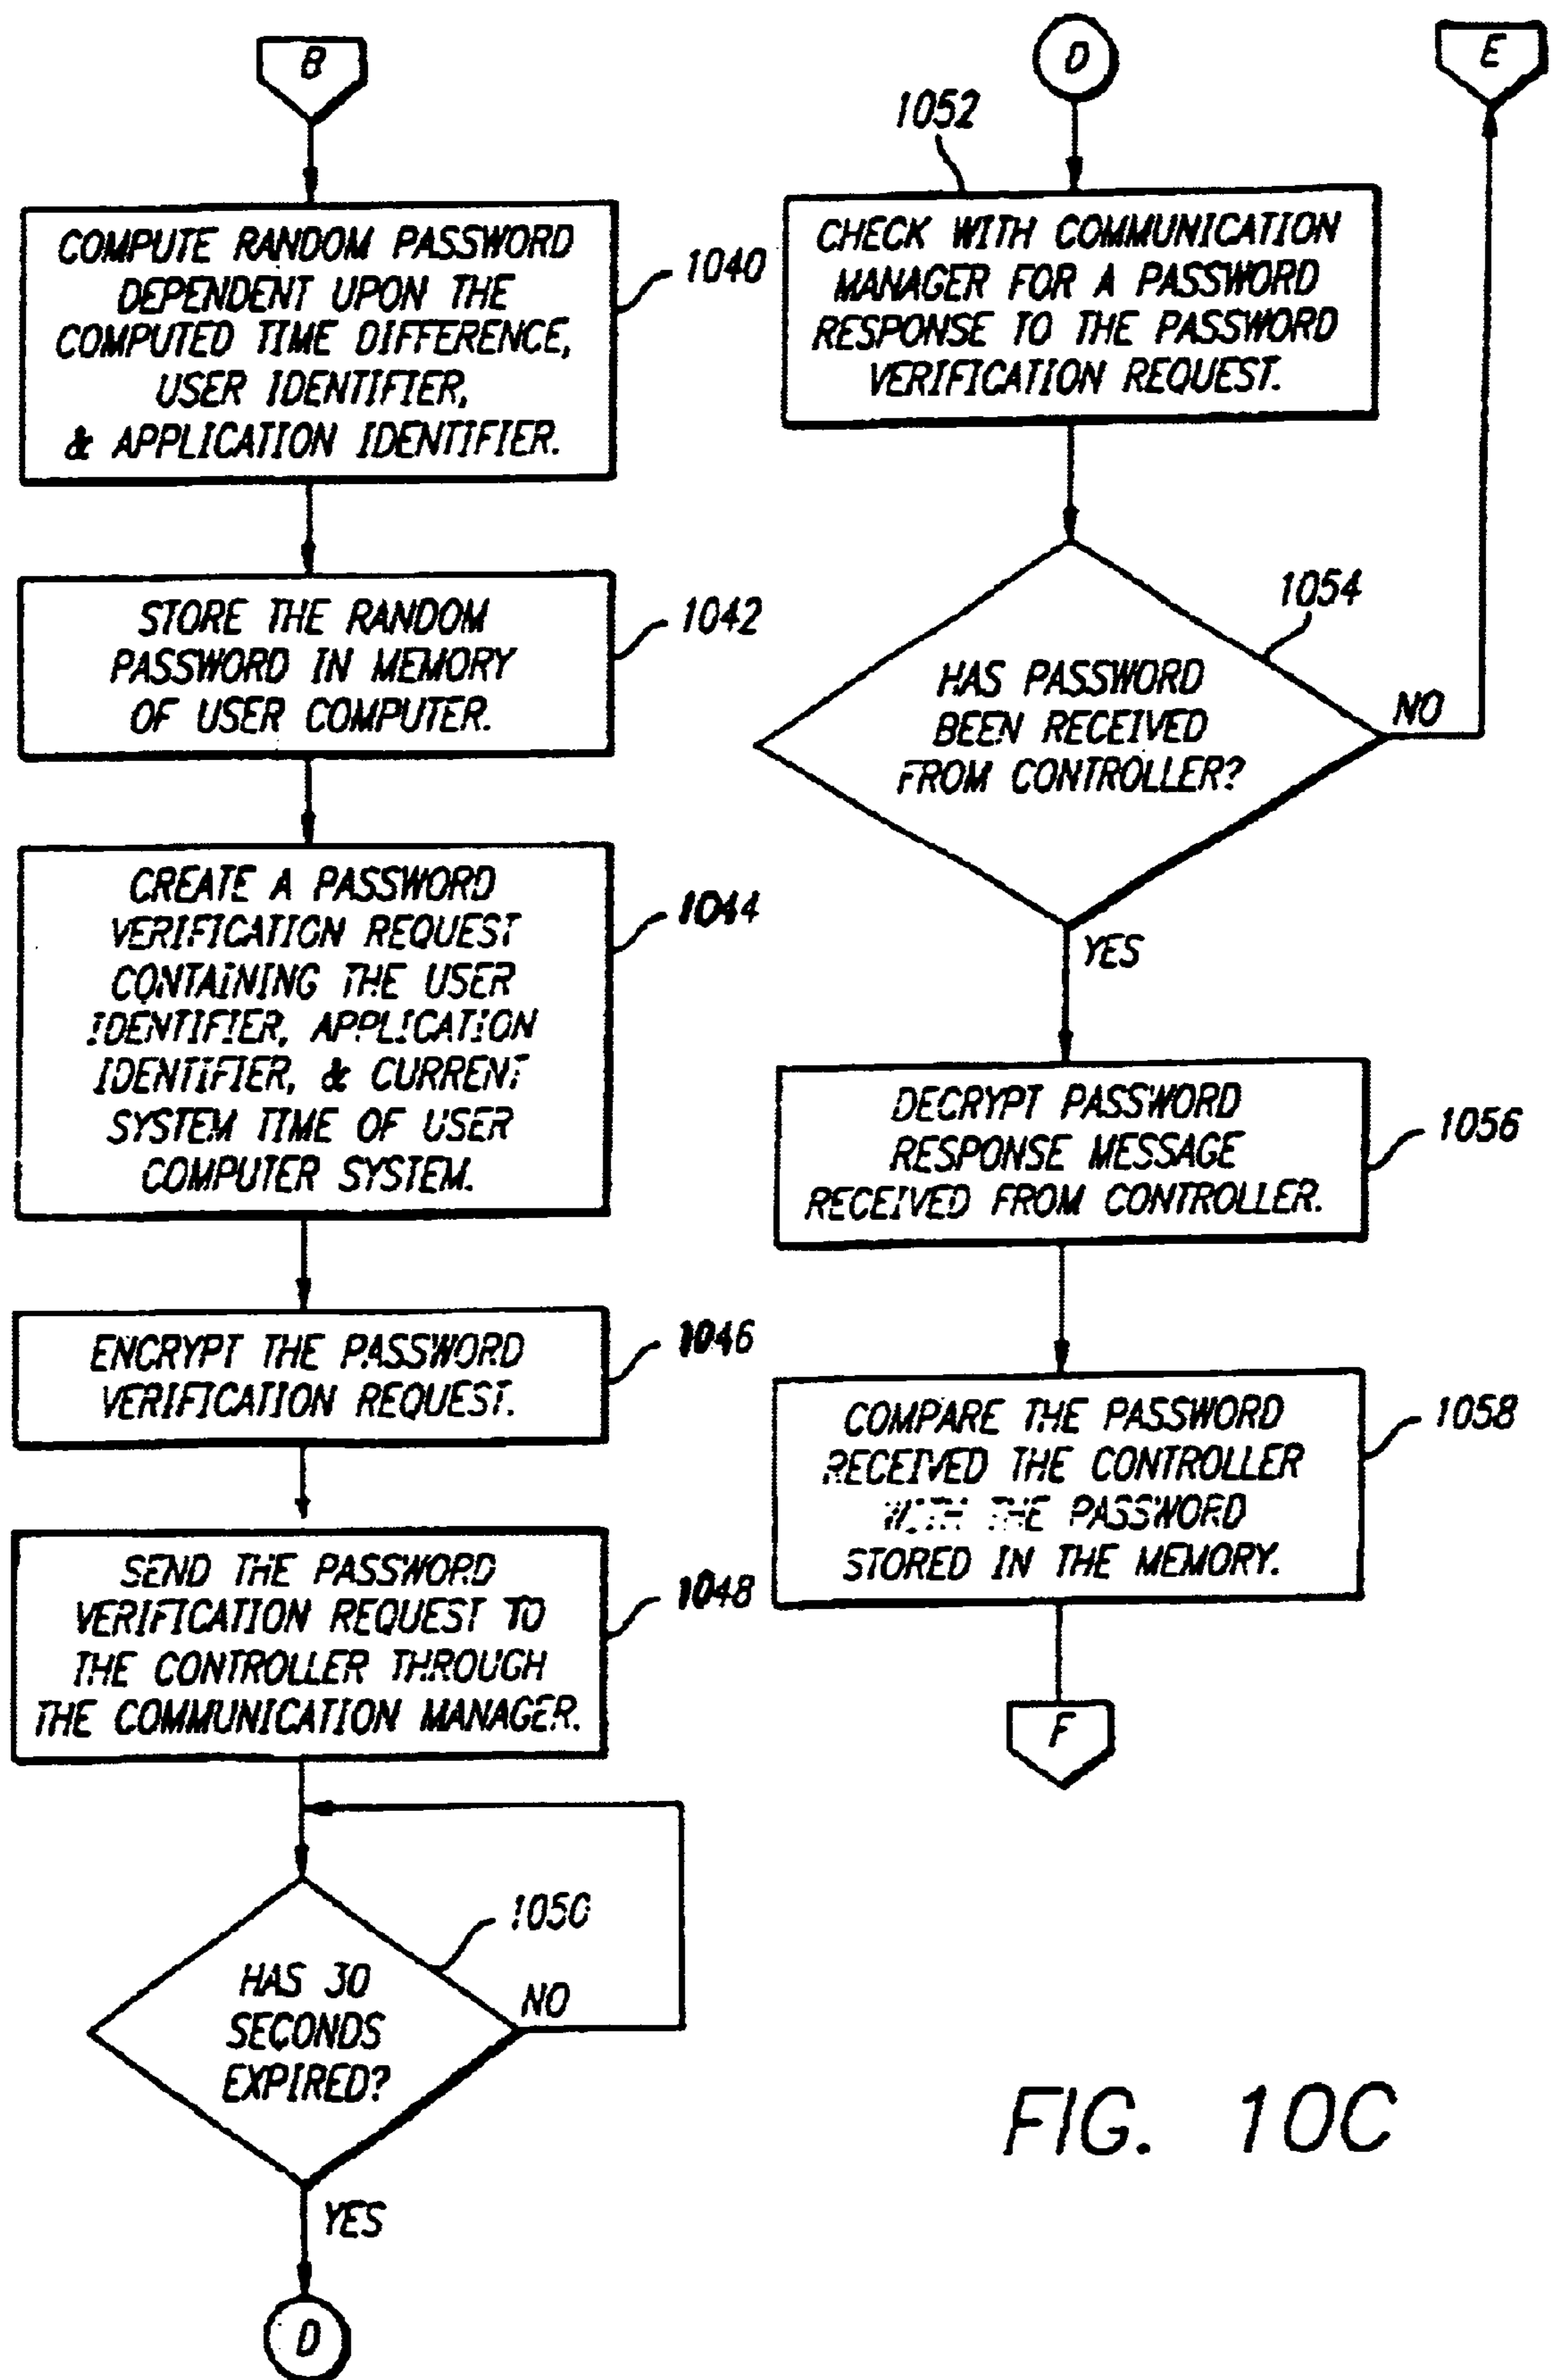 B
COMPUTE RANDOM PASSWORD
DEPENDENT UPON THE
COMPUTED TIME DIFFERENCE,
USER IDENTIFIER,
& APPLICATION IDENTIFIER.
1040
STORE THE RANDOM
PASSWORD IN MEMORY
OF USER COMPUTER.
1042
CREATE A PASSWORD
VERIFICATION REQUEST
CONTAINING THE USER
IDENTIFIER, APPLICATION
IDENTIFIER, & CURRENT
SYSTEM TIME OF USER
COMPUTER SYSTEM.
1044
ENCRYPT THE PASSWORD
VERIFICATION REQUEST.
1046
SEND THE PASSWORD
VERIFICATION REQUEST TO
THE CONTROLLER THROUGH
THE COMMUNICATION MANAGER.
1048
HAS 30
SECONDS
EXPIRED?
1050
NO
YES
D
D
1052
CHECK WITH COMMUNICATION
MANAGER FOR A PASSWORD
RESPONSE TO THE PASSWORD
VERIFICATION REQUEST.
HAS PASSWORD
BEEN RECEIVED
FROM CONTROLLER?
1054
NO
E
YES
DECRYPT PASSWORD
RESPONSE MESSAGE
RECEIVED FROM CONTROLLER.
1056
COMPARE THE PASSWORD
RECEIVED THE CONTROLLER
WITH THE PASSWORD
STORED IN THE MEMORY.
1058
F
FIG. 10C